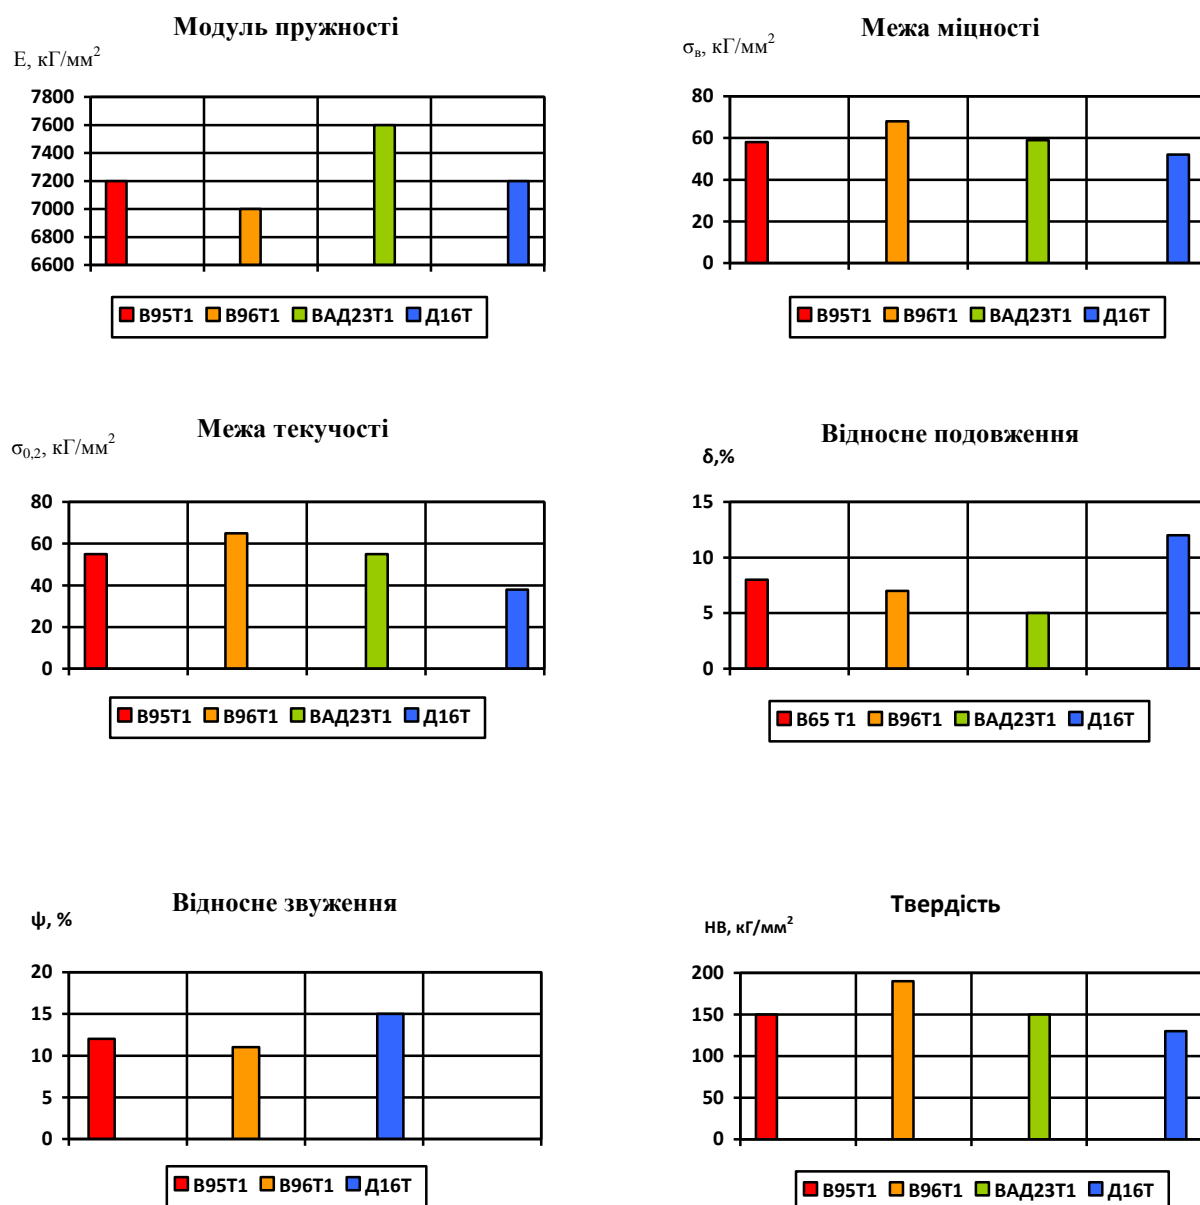 Модуль пружності
Е, кГ/мм²
7800
7600
7400
7200
7000
6800
6600
В95Т1 В96Т1 ВАД23Т1 Д16Т
Межа міцності
σв, кГ/мм²
80
60
40
20
0
В95Т1 В96Т1 ВАД23Т1 Д16Т
Межа текучості
σ0,2, кГ/мм²
80
60
40
20
0
В95Т1 В96Т1 ВАД23Т1 Д16Т
Відносне подовження
δ,%
15
10
5
0
В65 Т1 В96Т1 ВАД23Т1 Д16Т
Відносне звуження
ψ, %
20
15
10
5
0
В95Т1 В96Т1 Д16Т
Твердість
НВ, кГ/мм²
200
150
100
50
0
В95Т1 В96Т1 ВАД23Т1 Д16Т